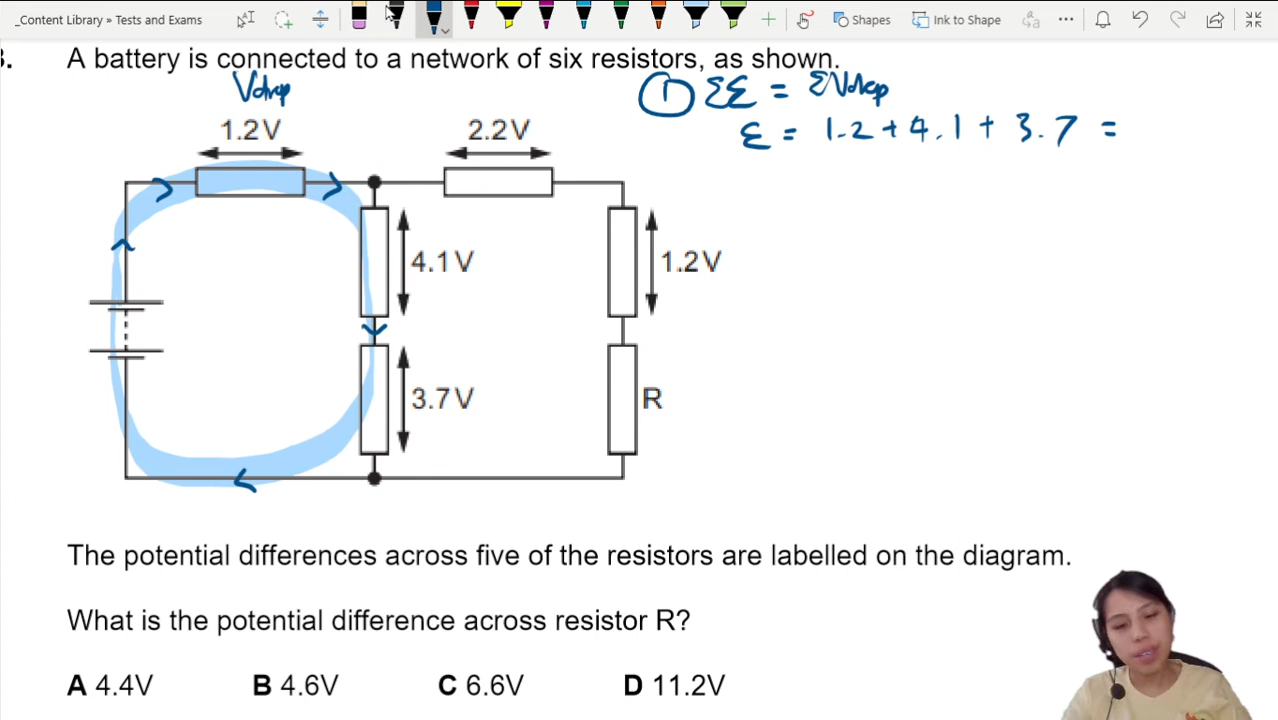 _Content Library » Tests and Exams
Shapes
Ink to Shape
A battery is connected to a network of six resistors, as shown.
Vdrop
① Σε = ΣVdrop
ε = 1.2 + 4.1 + 3.7 =
1.2V
2.2V
4.1V
1.2V
3.7V
R
The potential differences across five of the resistors are labelled on the diagram.
What is the potential difference across resistor R?
A 4.4V
B 4.6V
C 6.6V
D 11.2V